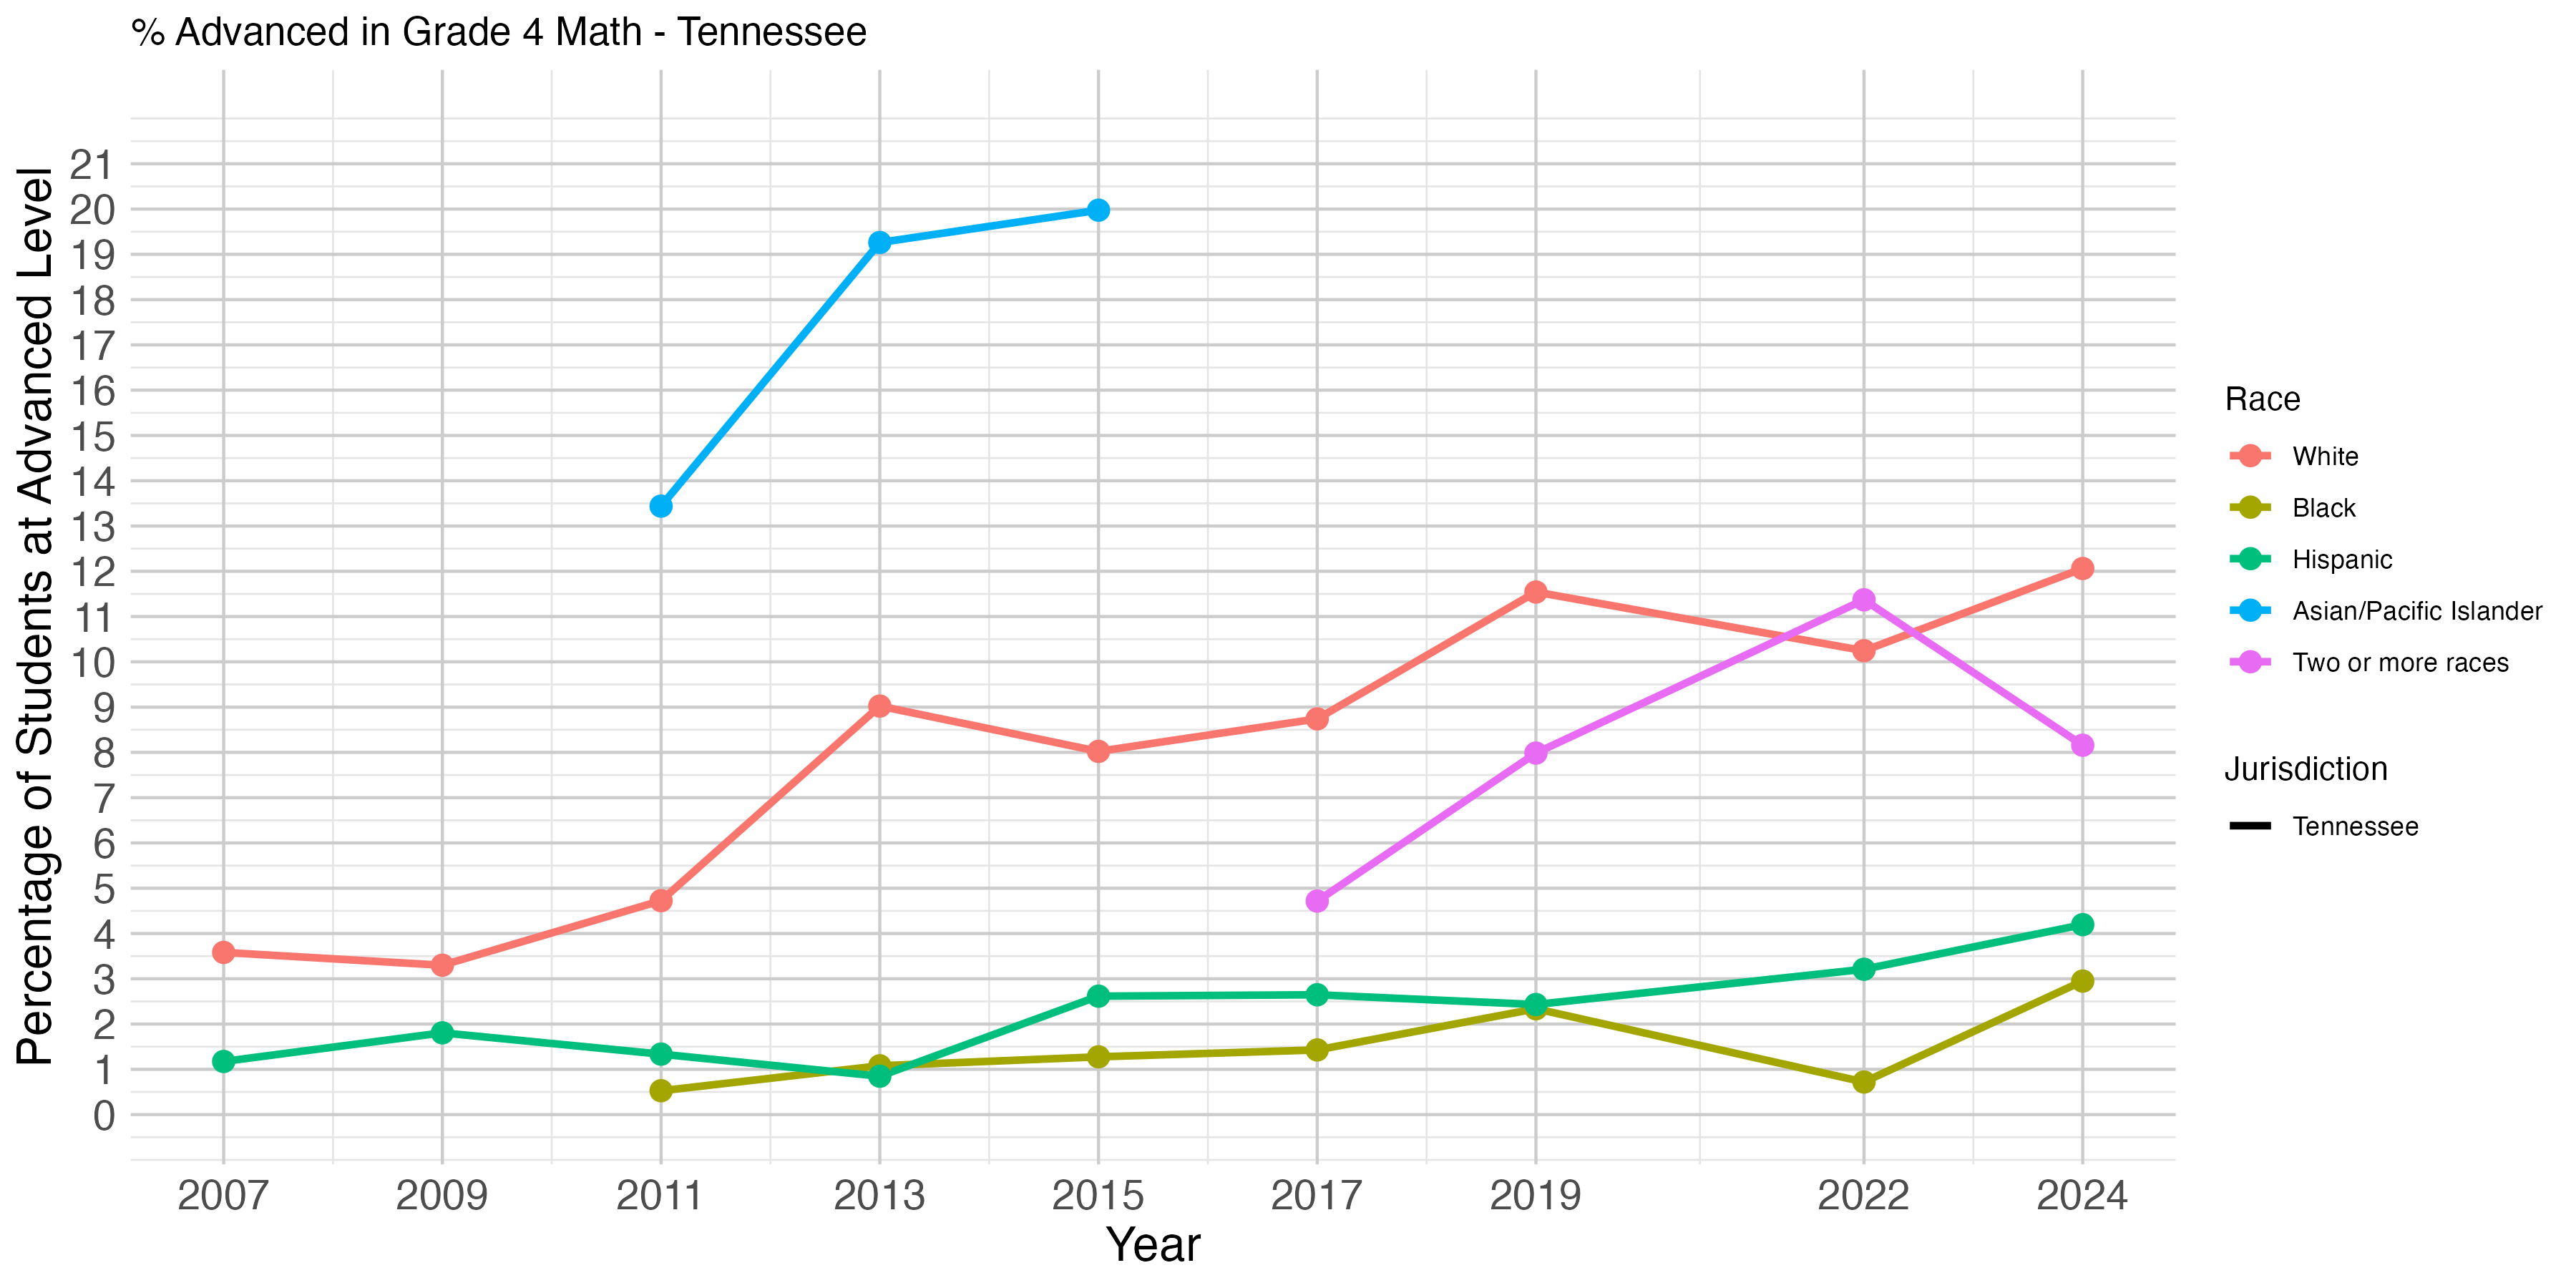 % Advanced in Grade 4 Math - Tennessee
Percentage of Students at Advanced Level
21
20
19
18
17
16
15
14
13
12
11
10
9
8
7
6
5
4
3
2
1
0
2007 2009 2011 2013 2015 2017 2019 2022 2024
Year
Race
White
Black
Hispanic
Asian/Pacific Islander
Two or more races
Jurisdiction
Tennessee